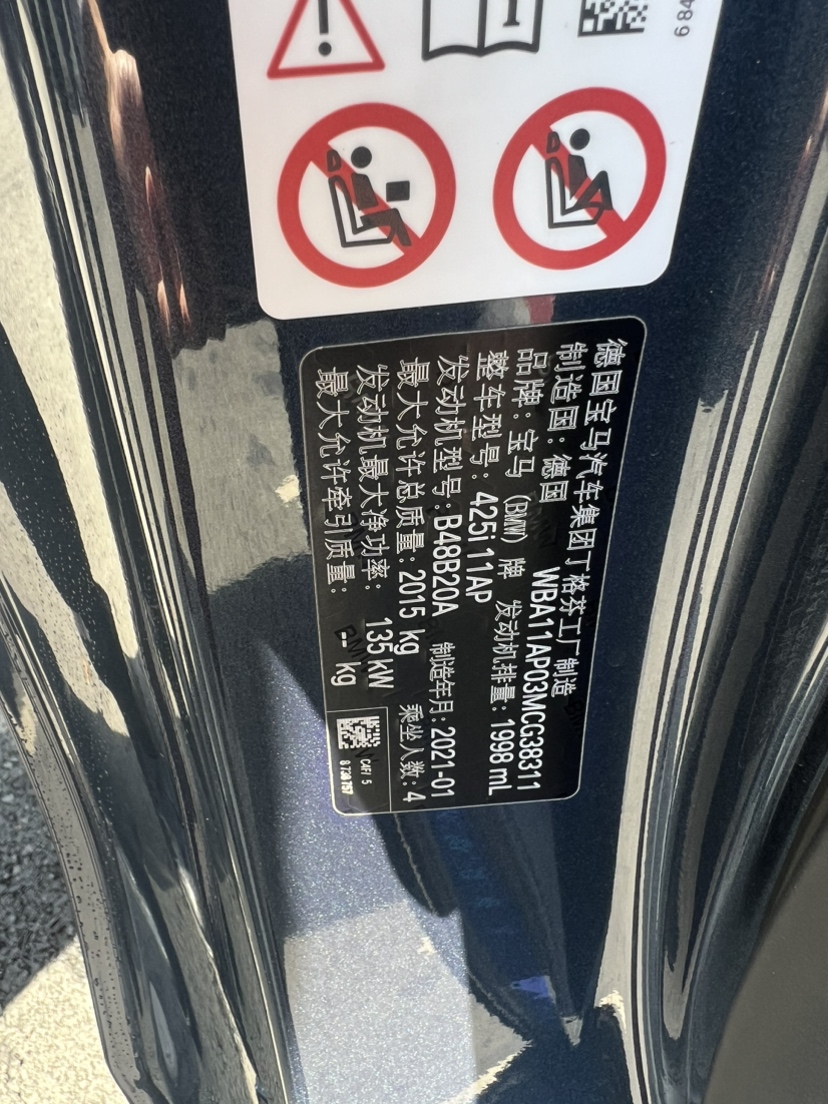 684
德国宝马汽车集团丁格芬工厂制造
制造国：德国 WBA11AP03MCG38311
品牌：宝马（BMW）牌 发动机排量：1998 mL
整车型号：425i 11AP
发动机型号：B48B20A 制造年月：2021-01
最大允许总质量：2015 kg 乘坐人数：4
发动机最大净功率：135 kW
最大允许牵引质量：-- kg